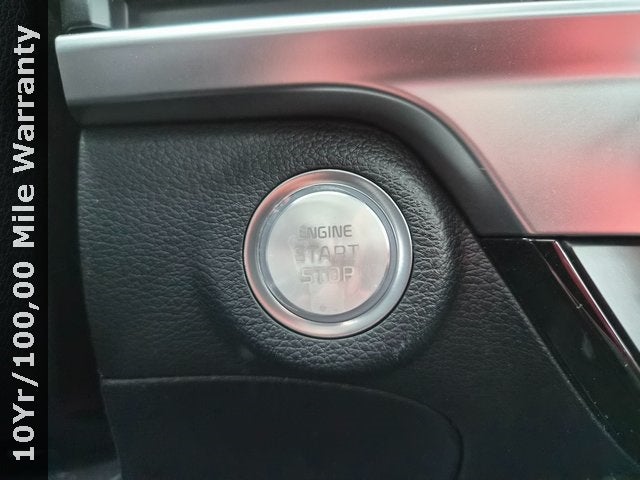 10Yr/100,00 Mile Warranty
ENGINE
START
STOP